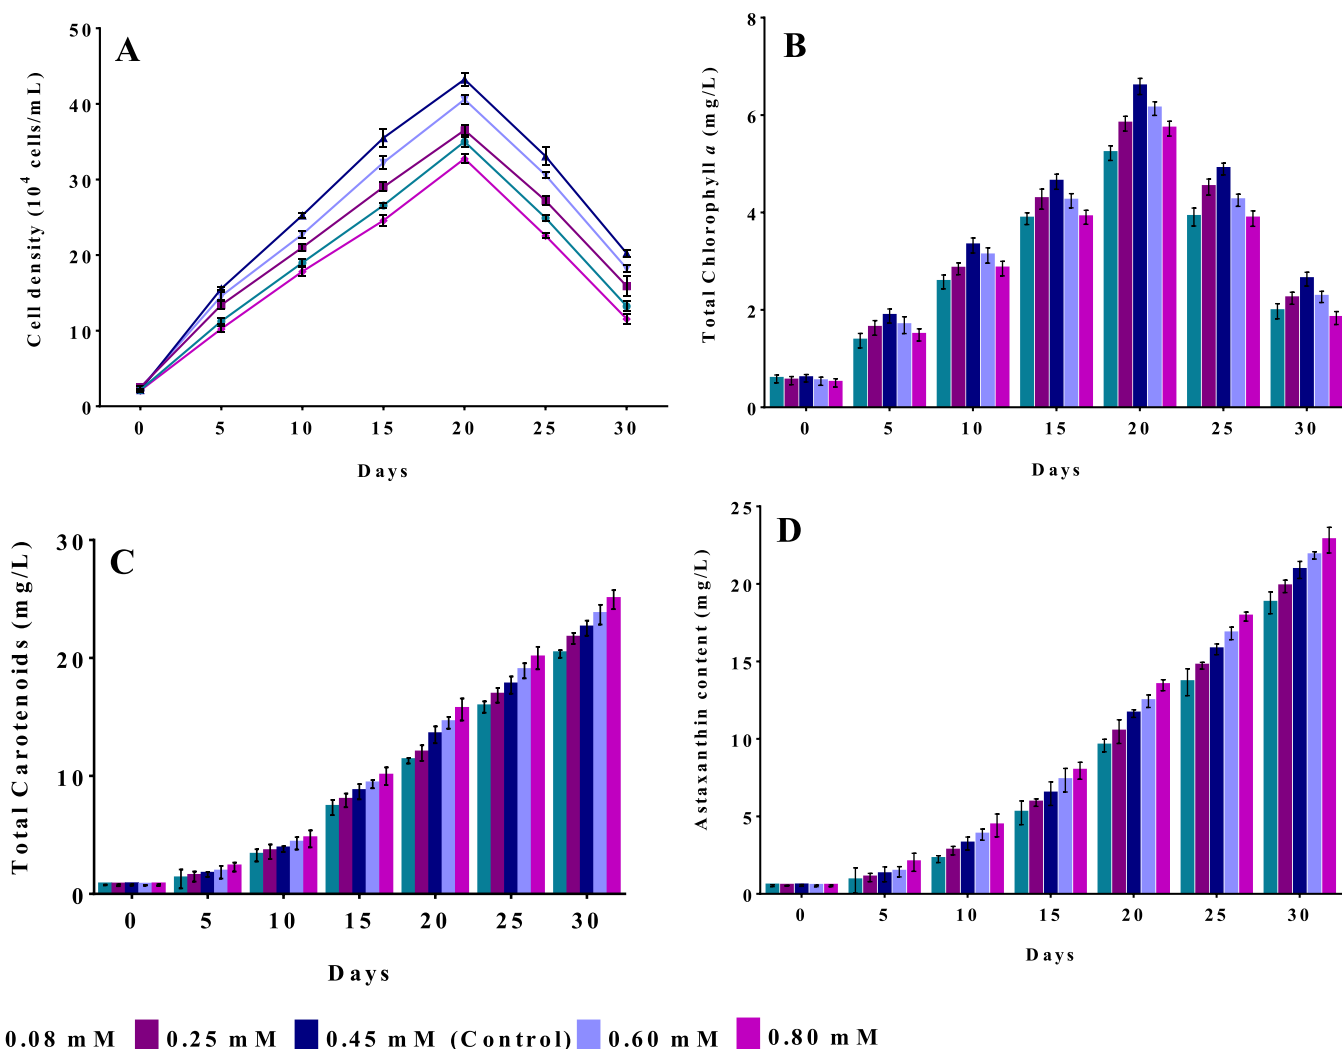 A
Cell density (10⁴ cells/mL)
50
40
30
20
10
0
0 5 10 15 20 25 30
Days
B
Total Chlorophyll a (mg/L)
8
6
4
2
0
0 5 10 15 20 25 30
Days
C
Total Carotenoids (mg/L)
30
20
10
0
0 5 10 15 20 25 30
Days
D
Astaxanthin content (mg/L)
25
20
15
10
5
0
0 5 10 15 20 25 30
Days
0.08 mM 0.25 mM 0.45 mM (Control) 0.60 mM 0.80 mM